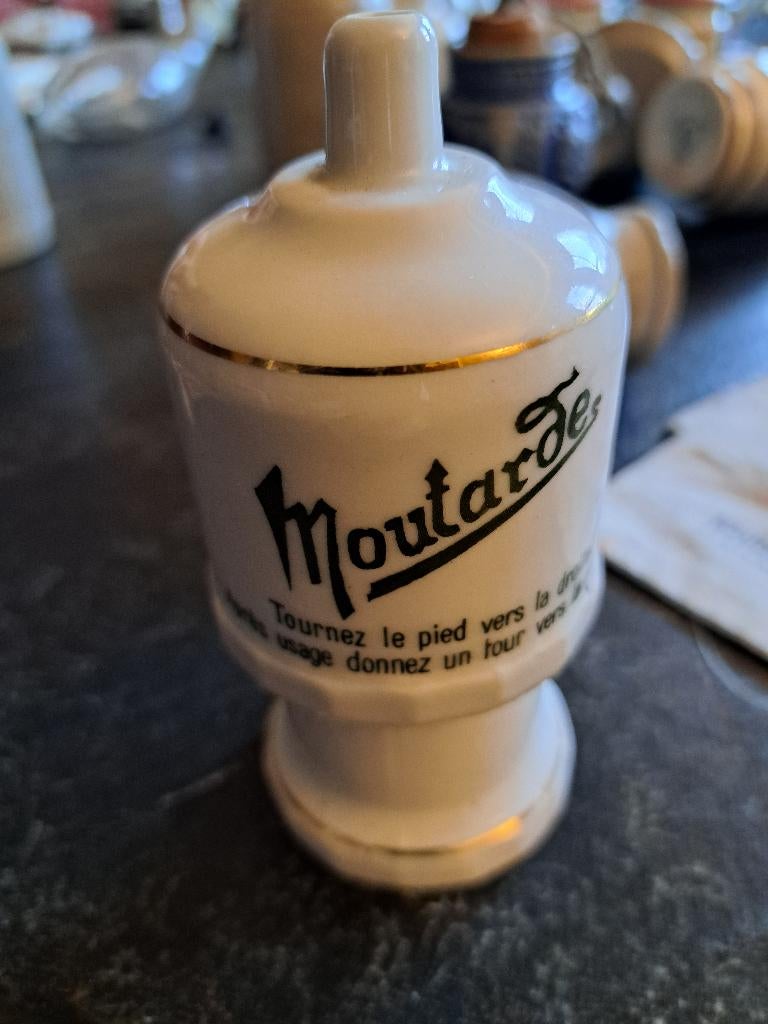 Moutardes
Tournez le pied vers la
usage donnez un tour vers